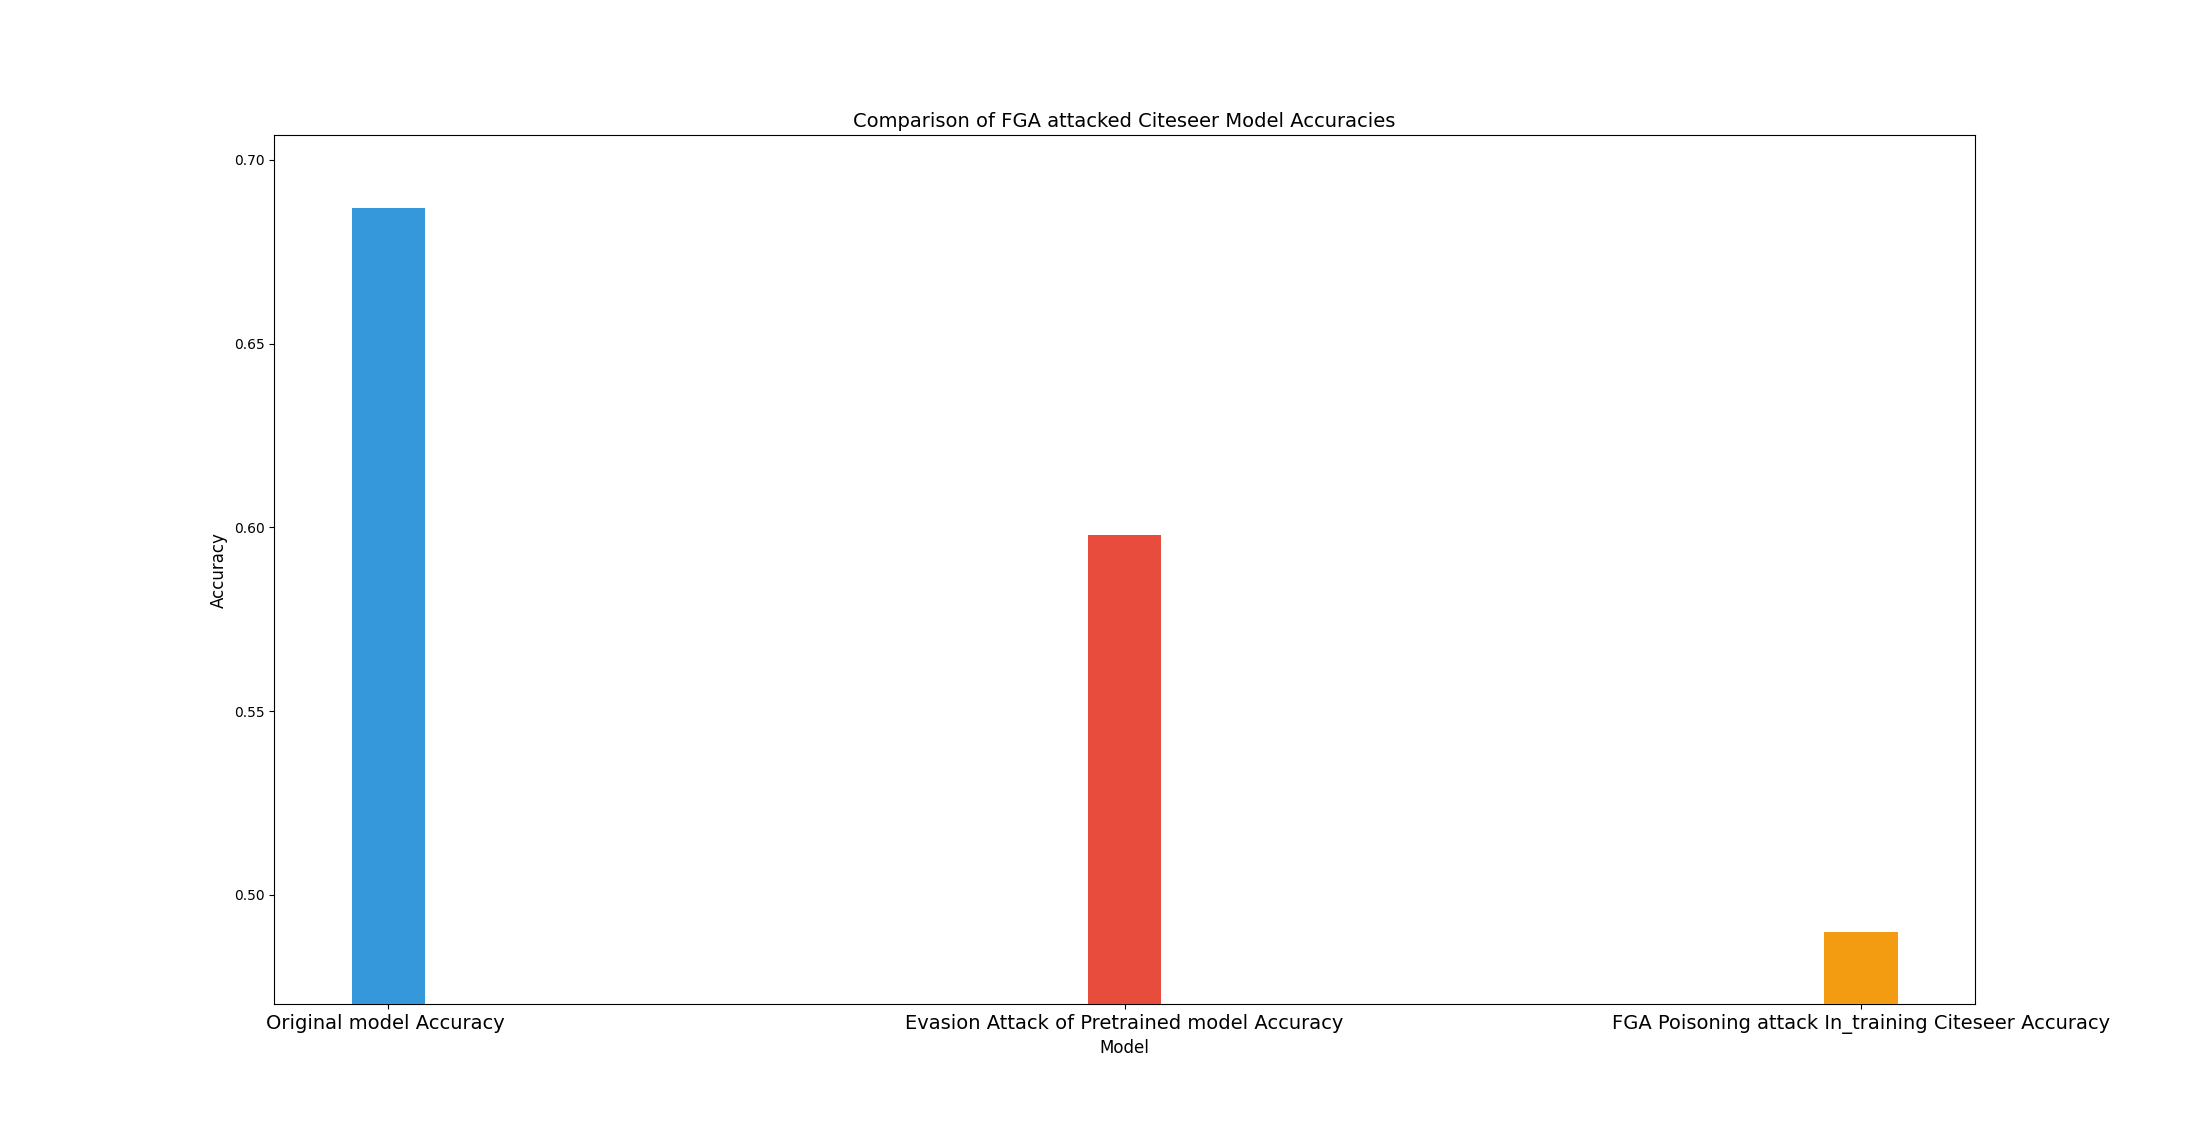 Comparison of FGA attacked Citeseer Model Accuracies
0.70
0.65
0.60
0.55
0.50
Accuracy
Original model Accuracy
Evasion Attack of Pretrained model Accuracy
FGA Poisoning attack In_training Citeseer Accuracy
Model